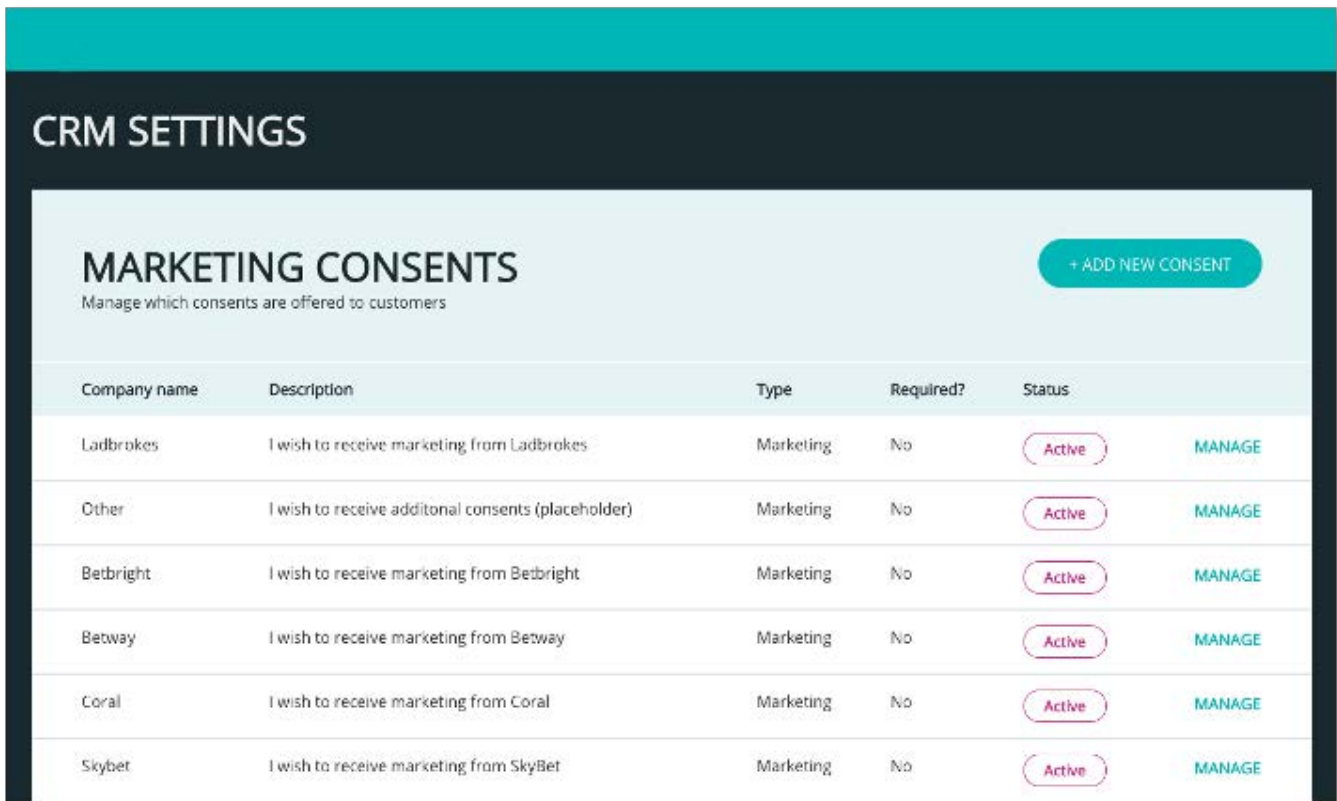 CRM SETTINGS
MARKETING CONSENTS
+ ADD NEW CONSENT
Manage which consents are offered to customers
Company name Description Type Required? Status
Ladbrokes I wish to receive marketing from Ladbrokes Marketing No Active MANAGE
Other I wish to receive additonal consents (placeholder) Marketing No Active MANAGE
Betbright I wish to receive marketing from Betbright Marketing No Active MANAGE
Betway I wish to receive marketing from Betway Marketing No Active MANAGE
Coral I wish to receive marketing from Coral Marketing No Active MANAGE
Skybet I wish to receive marketing from SkyBet Marketing No Active MANAGE